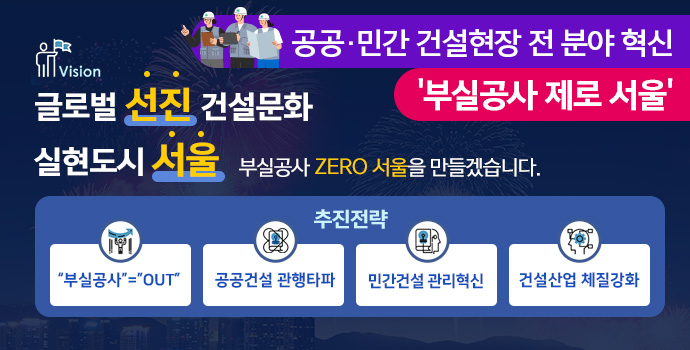 공공·민간 건설현장 전 분야 혁신
'부실공사 제로 서울'
Vision
글로벌 선진 건설문화
실현도시 서울 부실공사 ZERO 서울을 만들겠습니다.
추진전략
“부실공사”=”OUT”
공공건설 관행타파
민간건설 관리혁신
건설산업 체질강화